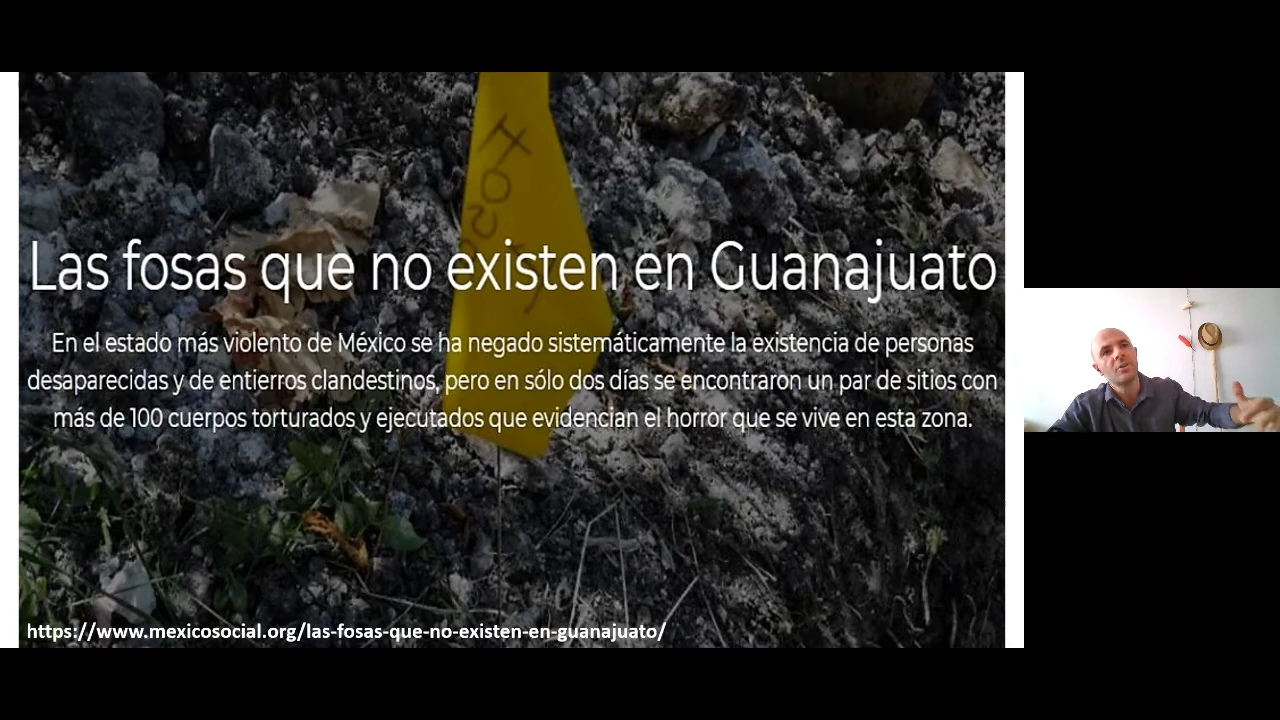 Las fosas que no existen en Guanajuato
En el estado más violento de México se ha negado sistemáticamente la existencia de personas
desaparecidas y de entierros clandestinos, pero en sólo dos días se encontraron un par de sitios con
más de 100 cuerpos torturados y ejecutados que evidencian el horror que se vive en esta zona.
https://www.mexicosocial.org/las-fosas-que-no-existen-en-guanajuato/